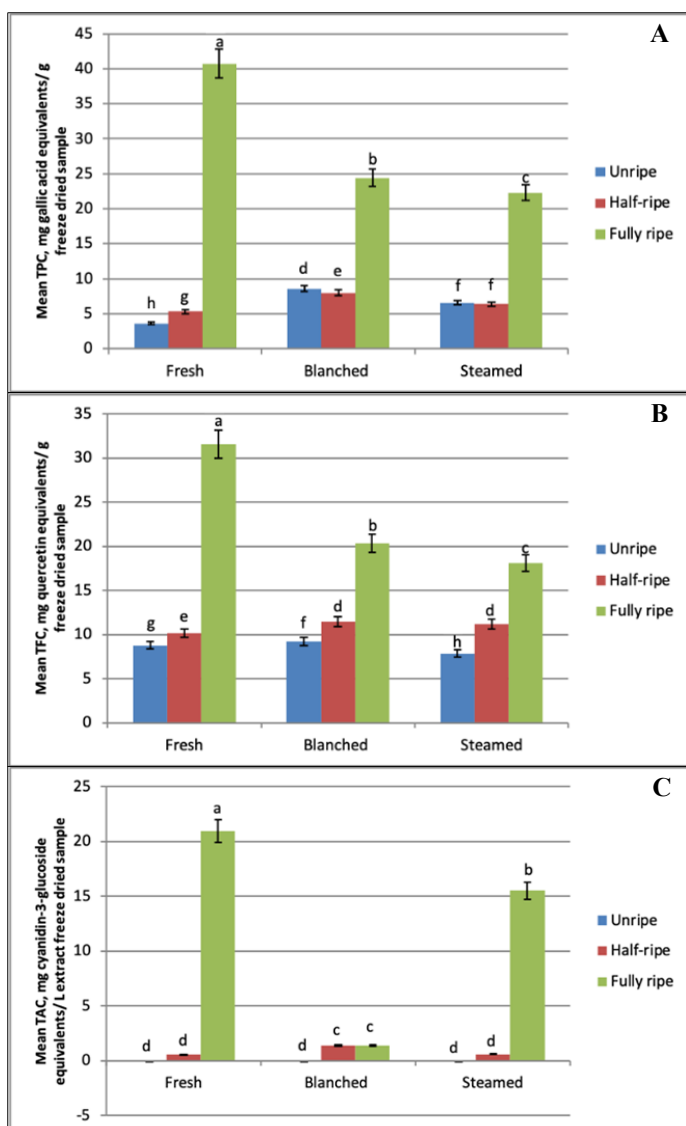 A
45
40
35
30
25
20
15
10
5
0
Mean TPC, mg gallic acid equivalents/ g
freeze dried sample
h g a
d e b
f f c
Fresh Blanched Steamed
Unripe
Half-ripe
Fully ripe
B
35
30
25
20
15
10
5
0
Mean TFC, mg quercetin equivalents/ g
freeze dried sample
g e a
f d b
h d c
Fresh Blanched Steamed
Unripe
Half-ripe
Fully ripe
C
25
20
15
10
5
0
-5
Mean TAC, mg cyanidin-3-glucoside
equivalents/ L extract freeze dried sample
d d a
d c c
d d b
Fresh Blanched Steamed
Unripe
Half-ripe
Fully ripe